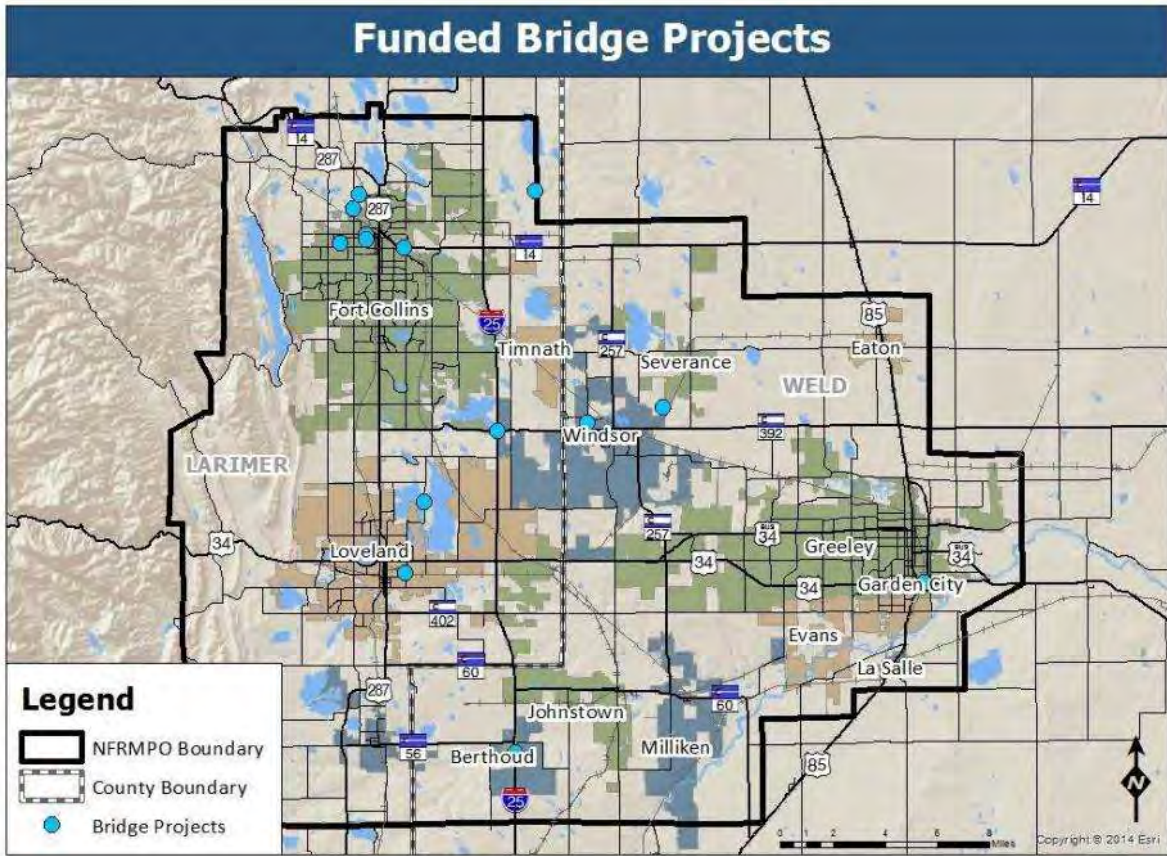 Funded Bridge Projects
14
287
287
14
Fort Collins
25
Timnath
257
Severance
85
Eaton
14
WELD
LARIMER
Windsor
392
257
34
Loveland
34
BUS
34
Greeley
BUS
34
34
Garden City
402
Evans
60
La Salle
287
Johnstown
60
56
Berthoud
Milliken
85
25
Legend
NFRMPO Boundary
County Boundary
Bridge Projects
N
0 2 4 6 8
Miles
Copyright © 2014 Esri